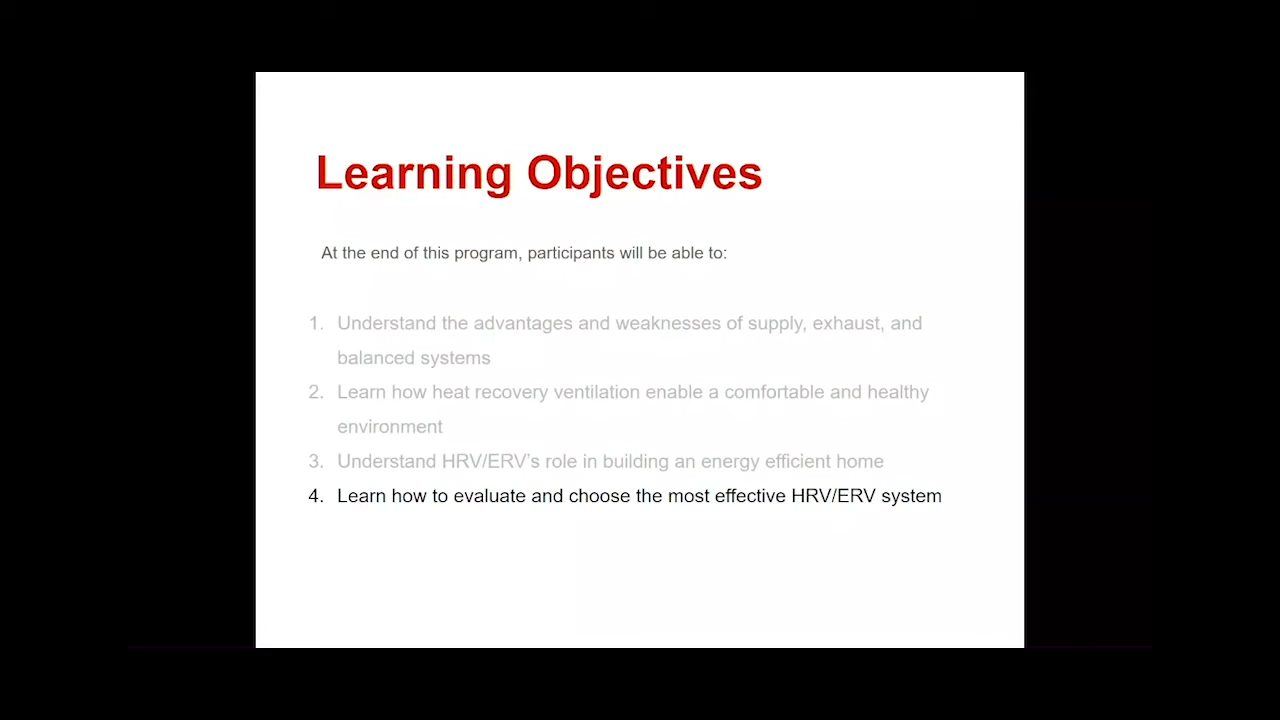 Learning Objectives
At the end of this program, participants will be able to:
1. Understand the advantages and weaknesses of supply, exhaust, and
balanced systems
2. Learn how heat recovery ventilation enable a comfortable and healthy
environment
3. Understand HRV/ERV's role in building an energy efficient home
4. Learn how to evaluate and choose the most effective HRV/ERV system